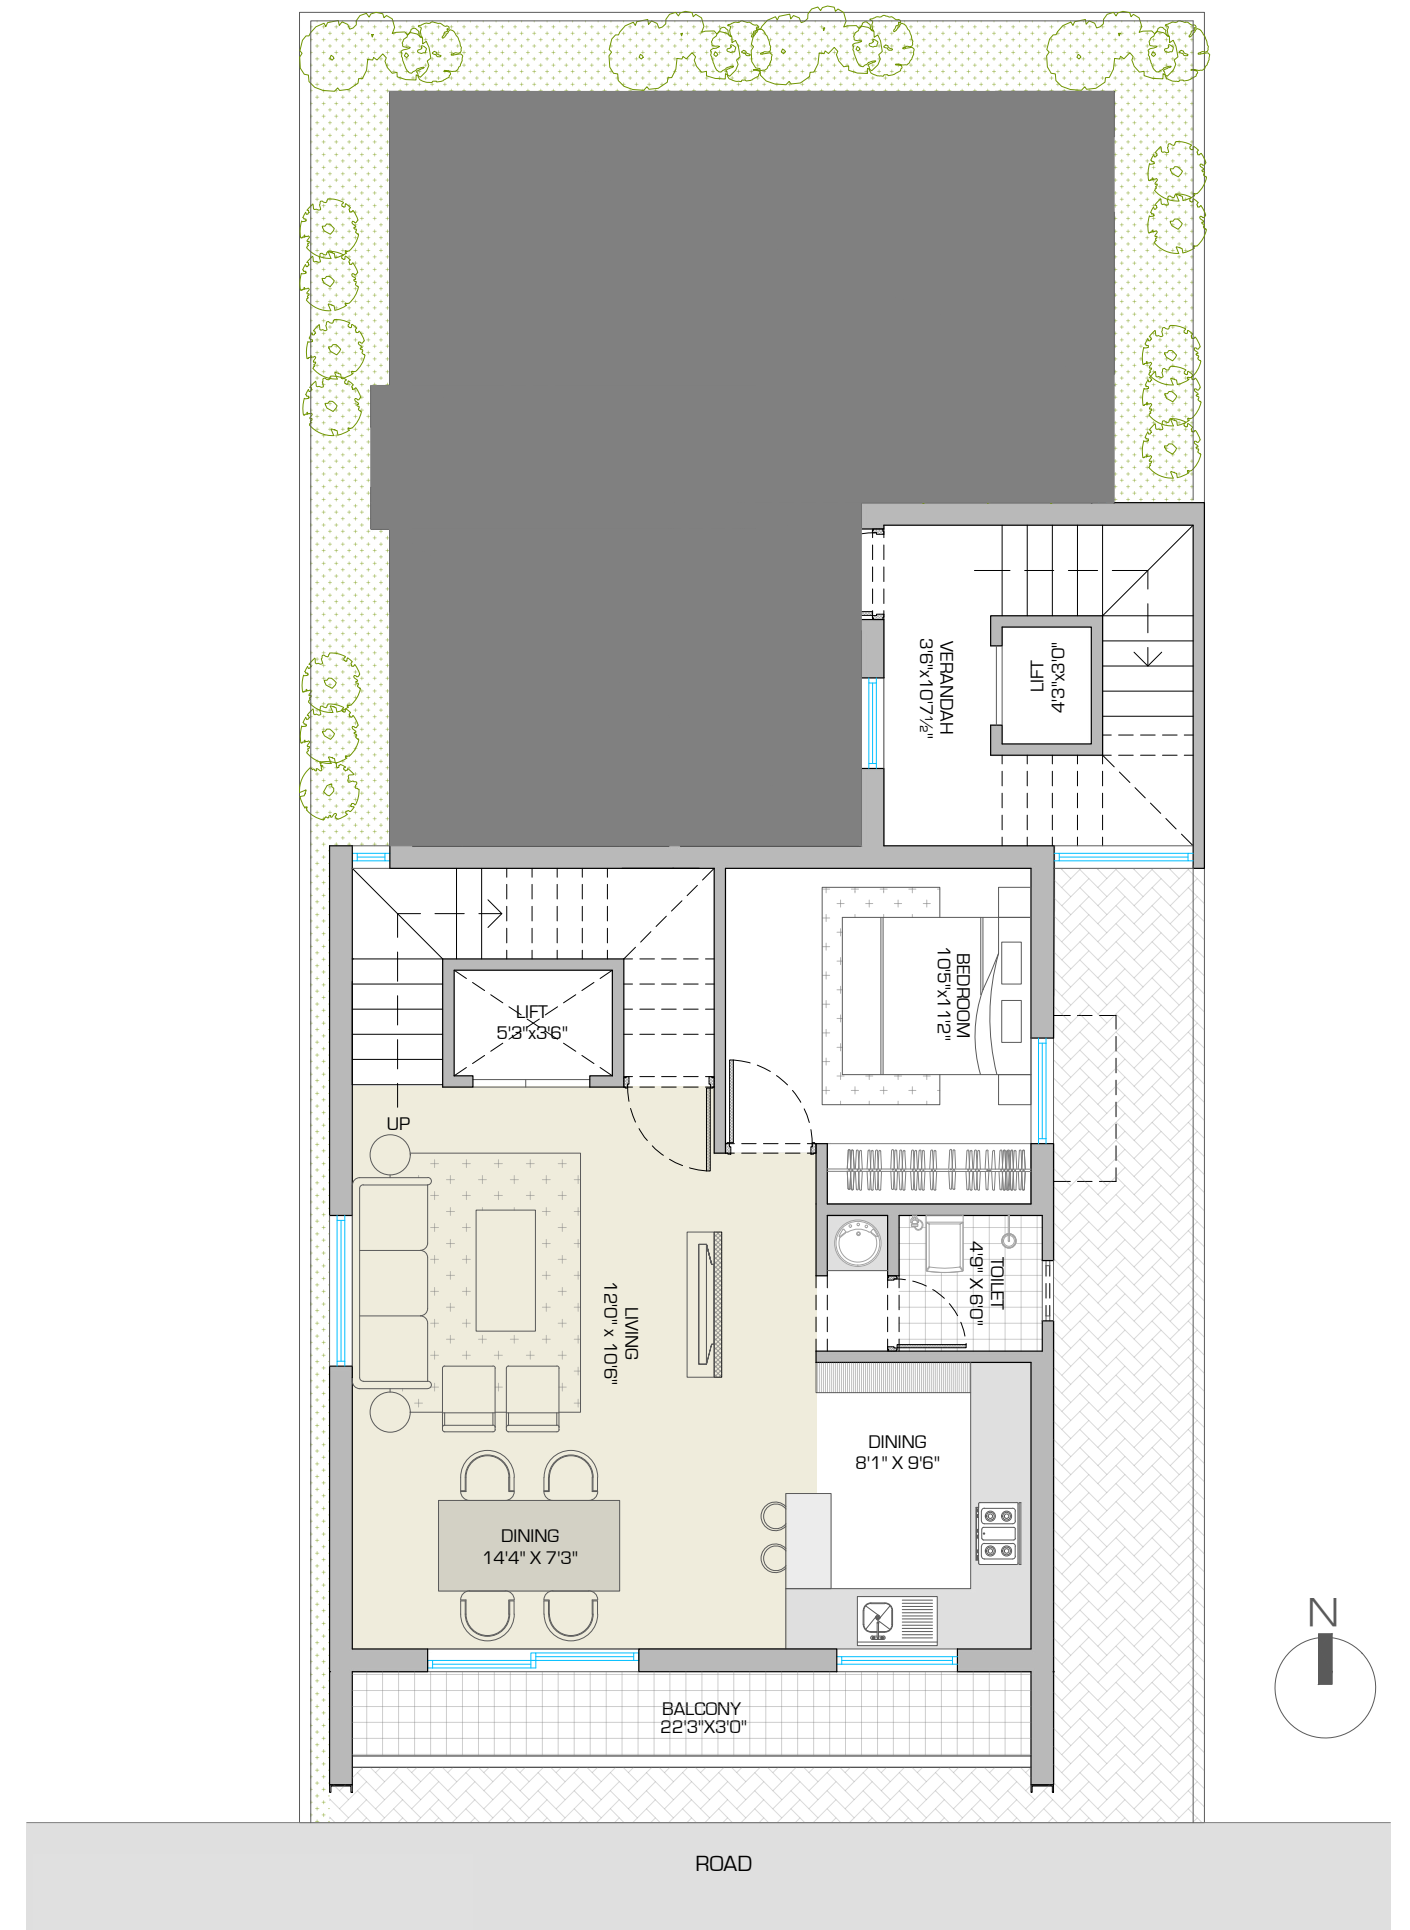 VERANDAH
3'6"x10'7½"
LIFT
4'3"x3'0"
BEDROOM
10'5"x11'2"
LIFT
5'3"x3'6"
UP
TOILET
4'9" X 6'0"
LIVING
12'0" x 10'6"
DINING
8'1" X 9'6"
DINING
14'4" X 7'3"
N
BALCONY
22'3"X3'0"
ROAD